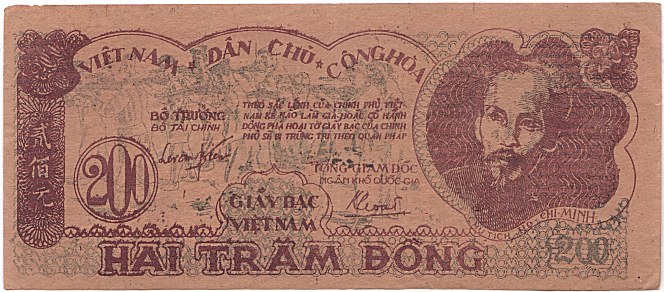 VIỆT NAM ★ DÂN CHỦ ★ CỘNG HÒA
BỘ TRƯỞNG
BỘ TÀI CHÍNH
THEO SẮC LỆNH CỦA CHÍNH PHỦ VIỆT-
NAM KẺ NÀO LÀM GIẢ HOẶC CÓ HÀNH
ĐỘNG PHÁ HOẠI TỜ GIẤY BẠC CỦA CHÍNH
PHỦ SẼ BỊ TRỪNG TRỊ THEO QUÂN PHÁP
貳佰元
TỔNG GIÁM ĐỐC
NGÂN KHỐ QUỐC GIA
200
GIẤY BẠC
VIỆT NAM
CHỦ TỊCH HỒ CHÍ MINH
HAI TRĂM ĐỒNG
200